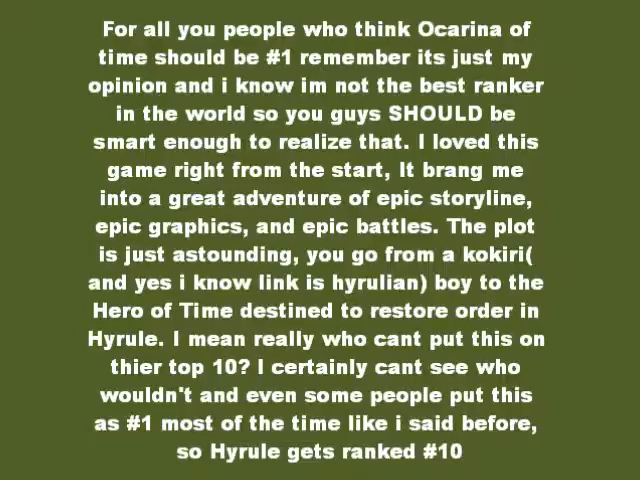 For all you people who think Ocarina of
time should be #1 remember its just my
opinion and i know im not the best ranker
in the world so you guys SHOULD be
smart enough to realize that. I loved this
game right from the start, It brang me
into a great adventure of epic storyline,
epic graphics, and epic battles. The plot
is just astounding, you go from a kokiri(
and yes i know link is hyrulian) boy to the
Hero of Time destined to restore order in
Hyrule. I mean really who cant put this on
thier top 10? I certainly cant see who
wouldn't and even some people put this
as #1 most of the time like i said before,
so Hyrule gets ranked #10